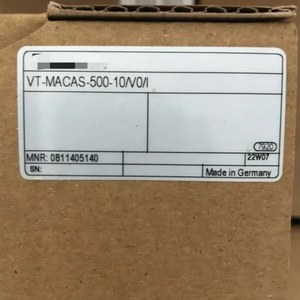 VT-MACAS-500-10/V0/I
7920
MNR: 0811405140
22W07
SN:
Made in Germany